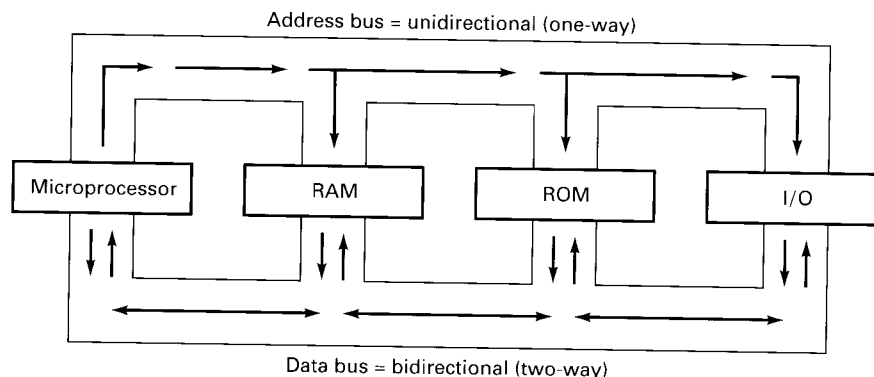 Address bus = unidirectional (one-way)
Microprocessor
RAM
ROM
I/O
Data bus = bidirectional (two-way)